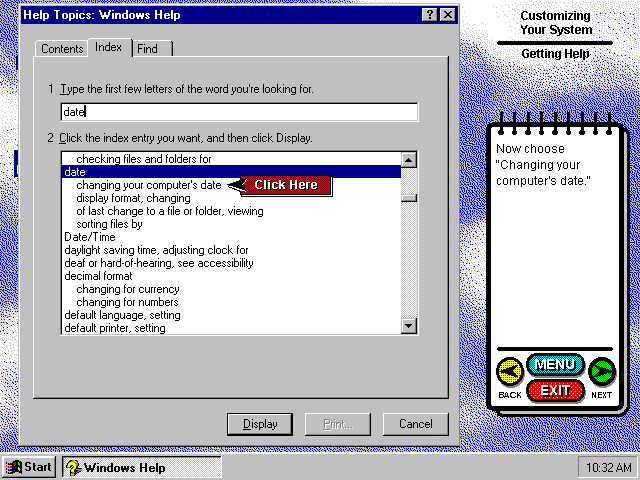 Help Topics: Windows Help
Contents
Index
Find
1 Type the first few letters of the word you're looking for.
date
2 Click the index entry you want, and then click Display.
checking files and folders for
date
changing your computer's date
Click Here
display format, changing
of last change to a file or folder, viewing
sorting files by
Date/Time
daylight saving time, adjusting clock for
deaf or hard-of-hearing, see accessibility
decimal format
changing for currency
changing for numbers
default language, setting
default printer, setting
Display
Print...
Cancel
Customizing
Your System
Getting Help
Now choose
"Changing your
computer's date."
MENU
EXIT
BACK
NEXT
Start
Windows Help
10:32 AM